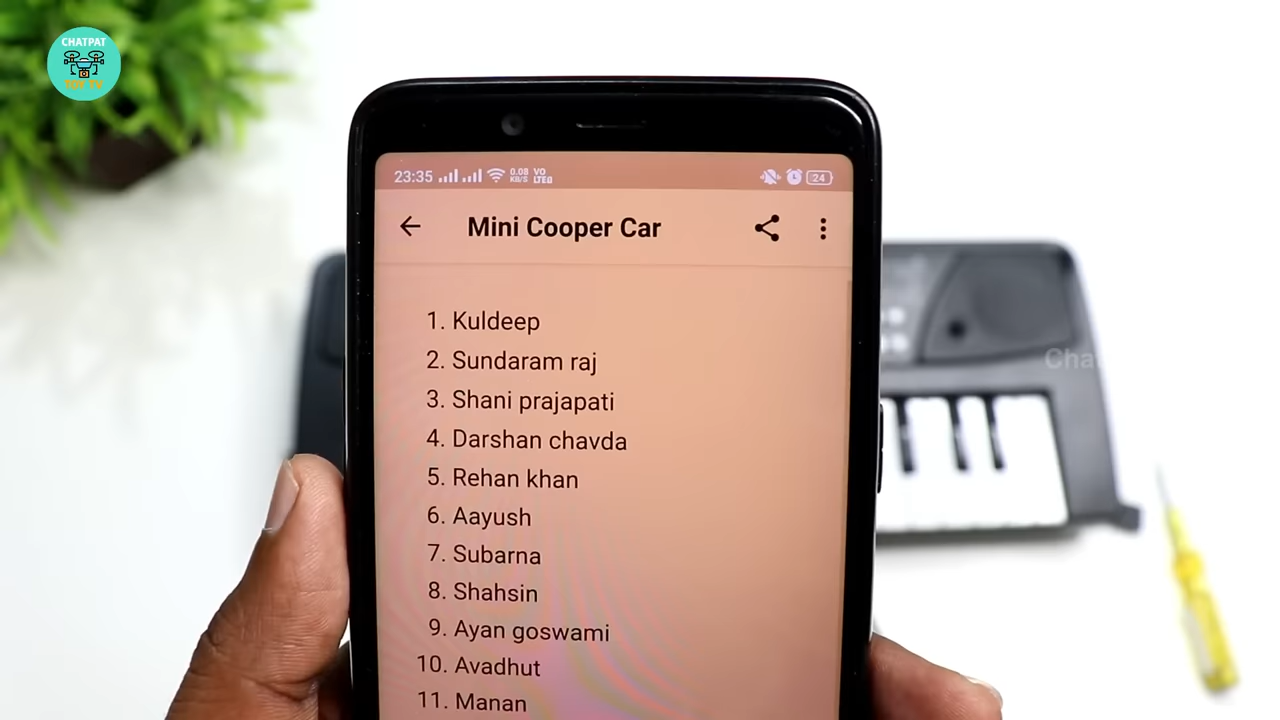 CHATPAT
TOY TV
23:35 0.08 KB/S VO LTE 24
Mini Cooper Car
1. Kuldeep
2. Sundaram raj
3. Shani prajapati
4. Darshan chavda
5. Rehan khan
6. Aayush
7. Subarna
8. Shahsin
9. Ayan goswami
10. Avadhut
11. Manan